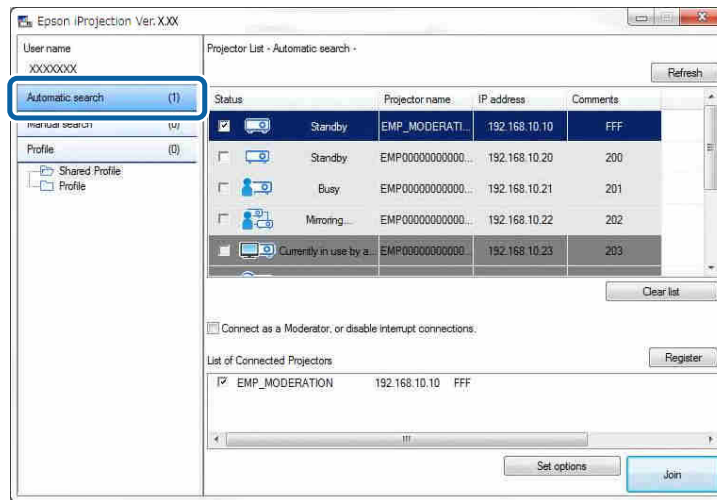 Epson iProjection Ver. X.XX
User name
XXXXXXX
Automatic search (1)
Manual search (0)
Profile (0)
Shared Profile
Profile
Projector List - Automatic search -
Refresh
Status Projector name IP address Comments
Standby EMP_MODERATI... 192.168.10.10 FFF
Standby EMP00000000000... 192.168.10.20 200
Busy EMP00000000000... 192.168.10.21 201
Mirroring... EMP00000000000... 192.168.10.22 202
Currently in use by a... EMP00000000000... 192.168.10.23 203
Clear list
Connect as a Moderator, or disable interrupt connections.
List of Connected Projectors
Register
EMP_MODERATION 192.168.10.10 FFF
Set options
Join